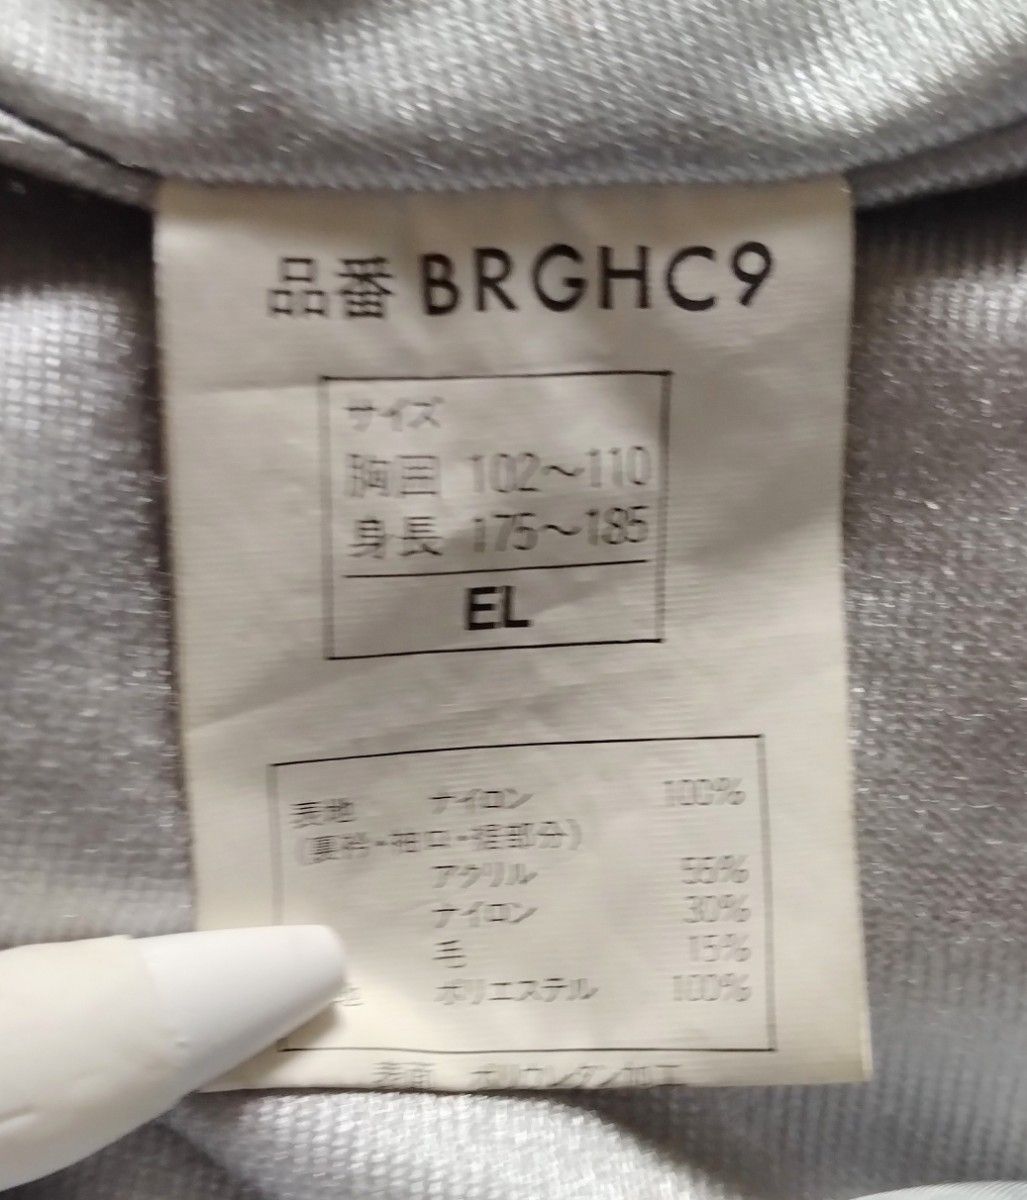 品番 BRGHC9
サイズ
胸囲 102～110
身長 175～185
EL
表地 ナイロン 100%
(裏衿・袖口・裾部分)
アクリル 55%
ナイロン 30%
毛 15%
地 ポリエステル 100%
表面 ポリウレタン加工